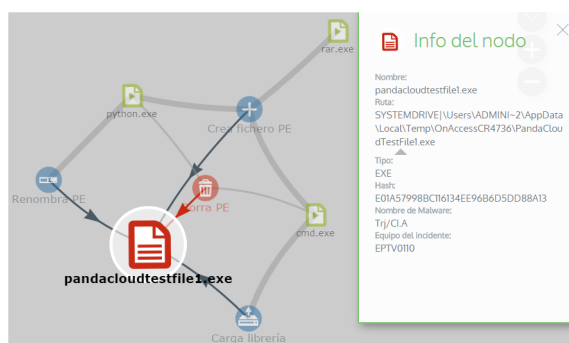 rar.exe
python.exe
Crea fichero PE
Renombra PE
Borra PE
cmd.exe
pandacloudtestfile1.exe
Carga librería
Info del nodo
Nombre:
pandacloudtestfile1.exe
Ruta:
SYSTEMDRIVE|\Users\ADMINI~2\AppData
\Local\Temp\OnAccessCR4736\PandaClou
dTestFile1.exe
Tipo:
EXE
Hash:
E01A57998BC116134EE96B6D5DD88A13
Nombre de Malware:
Trj/CI.A
Equipo del incidente:
EPTV0110